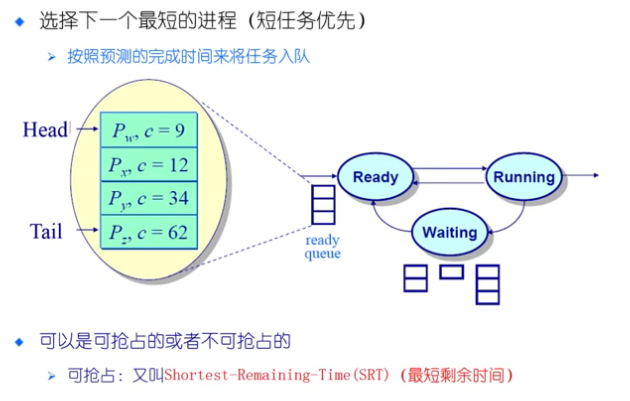 选择下一个最短的进程（短任务优先）
按照预测的完成时间来将任务入队
Head
P_w, c = 9
P_x, c = 12
P_y, c = 34
Tail
P_z, c = 62
Ready
Running
Waiting
ready
queue
可以是可抢占的或者不可抢占的
可抢占：又叫Shortest-Remaining-Time(SRT)（最短剩余时间）